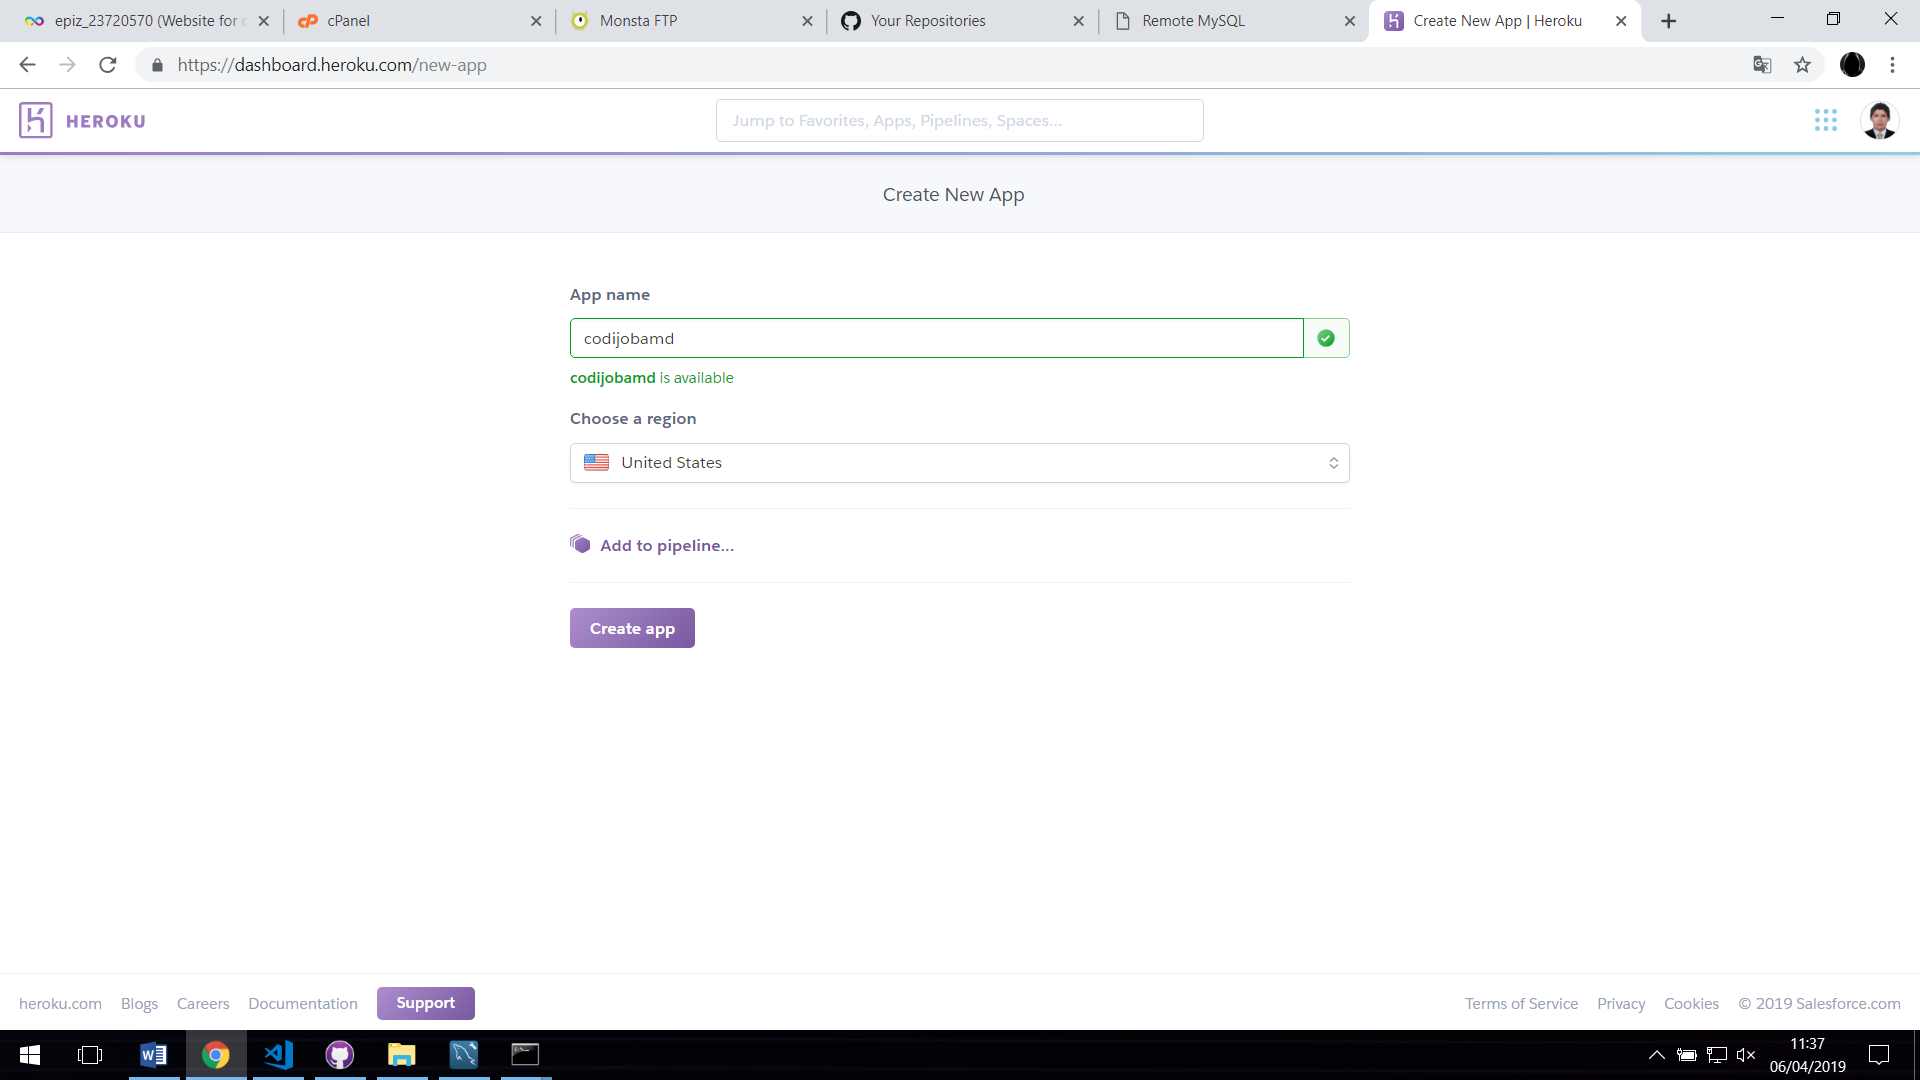 epiz_23720570 (Website for
cPanel
Monsta FTP
Your Repositories
Remote MySQL
Create New App | Heroku
https://dashboard.heroku.com/new-app
HEROKU
Jump to Favorites, Apps, Pipelines, Spaces...
Create New App
App name
codijobamd
codijobamd is available
Choose a region
United States
Add to pipeline...
Create app
heroku.com
Blogs
Careers
Documentation
Support
Terms of Service
Privacy
Cookies
© 2019 Salesforce.com
11:37
06/04/2019